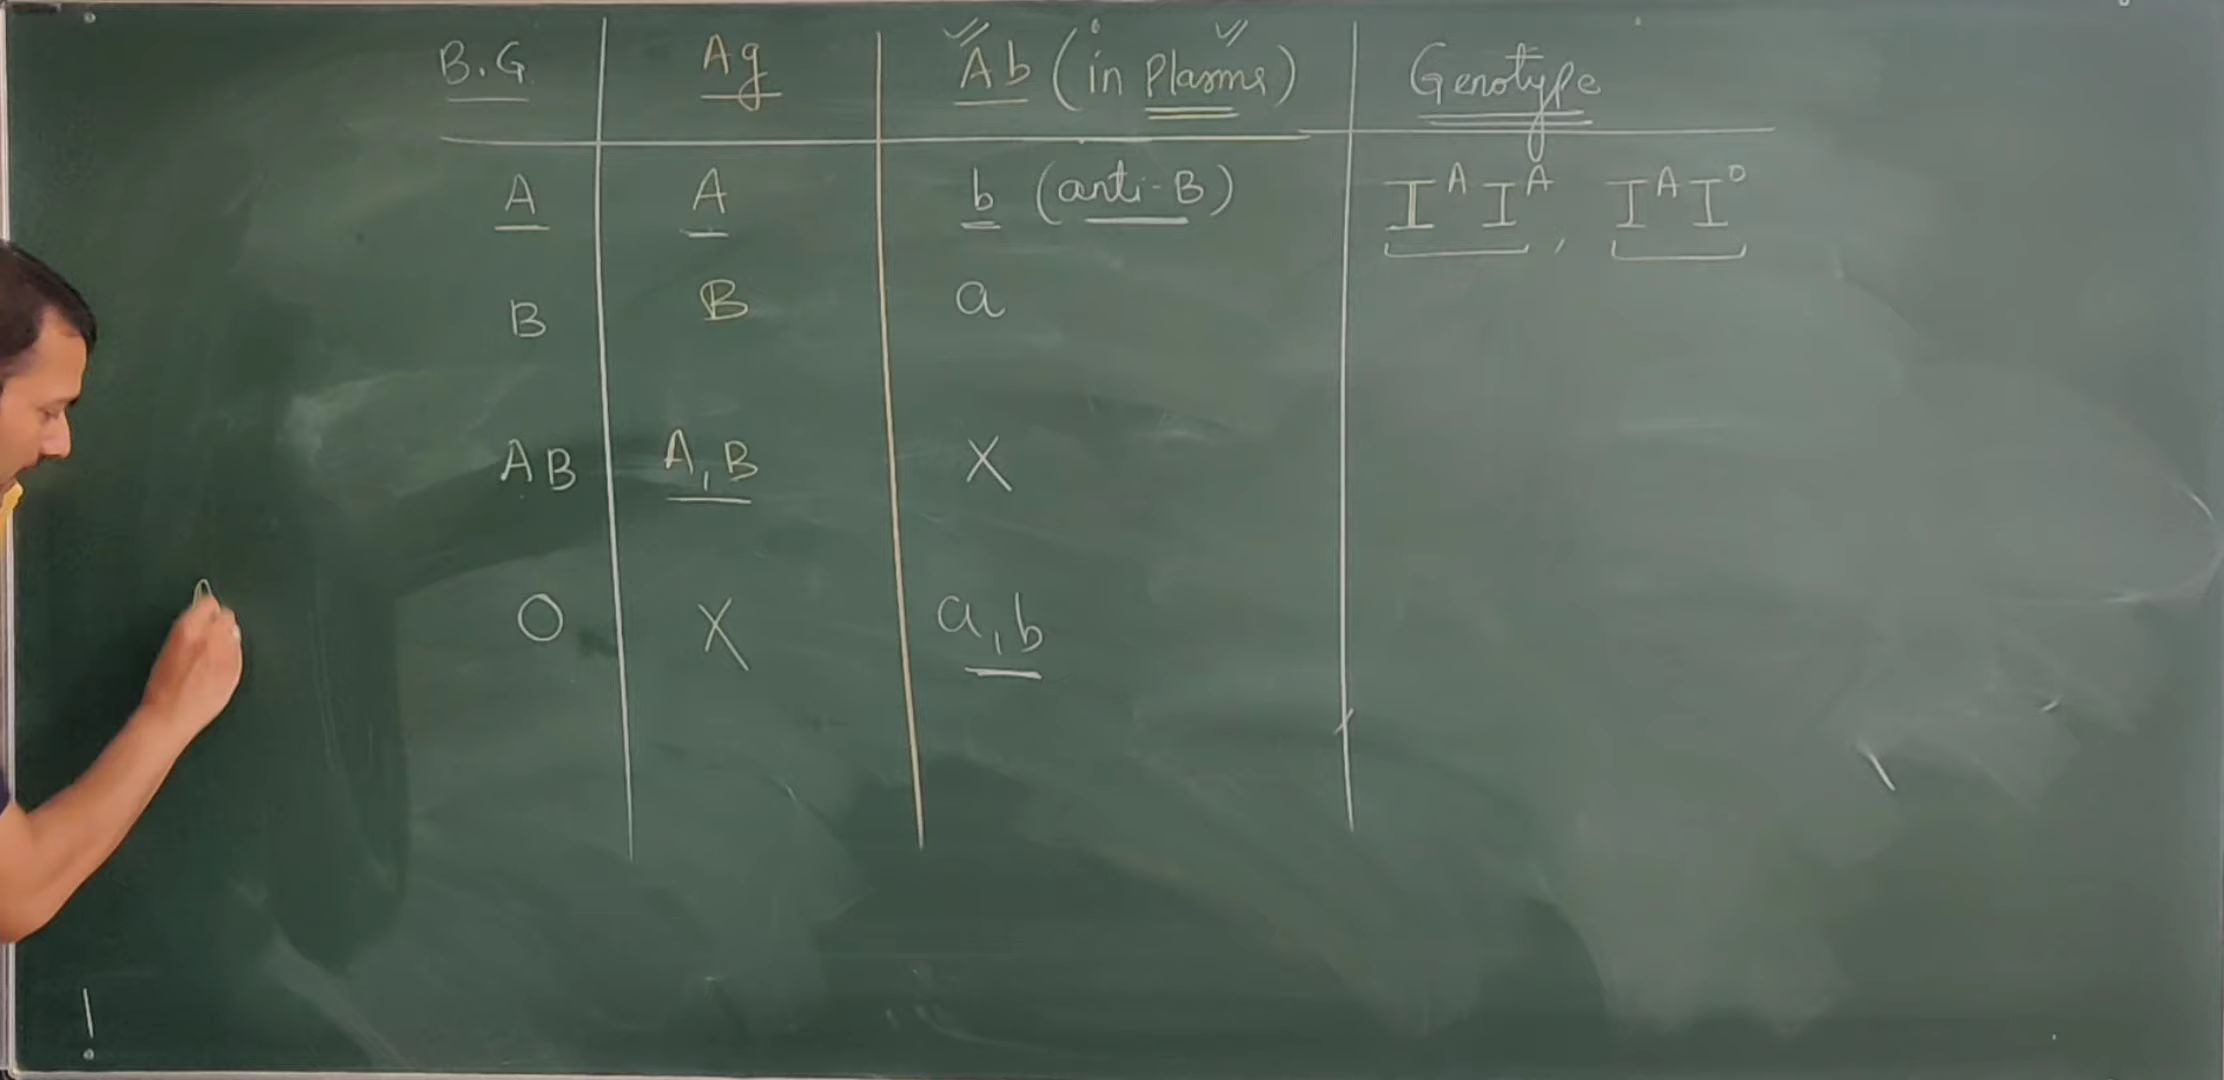 B.G. Ag Ab (in Plasma) Genotype
A A b (anti-B) I^A I^A, I^A I^O
B B a
AB A,B X
O X a,b